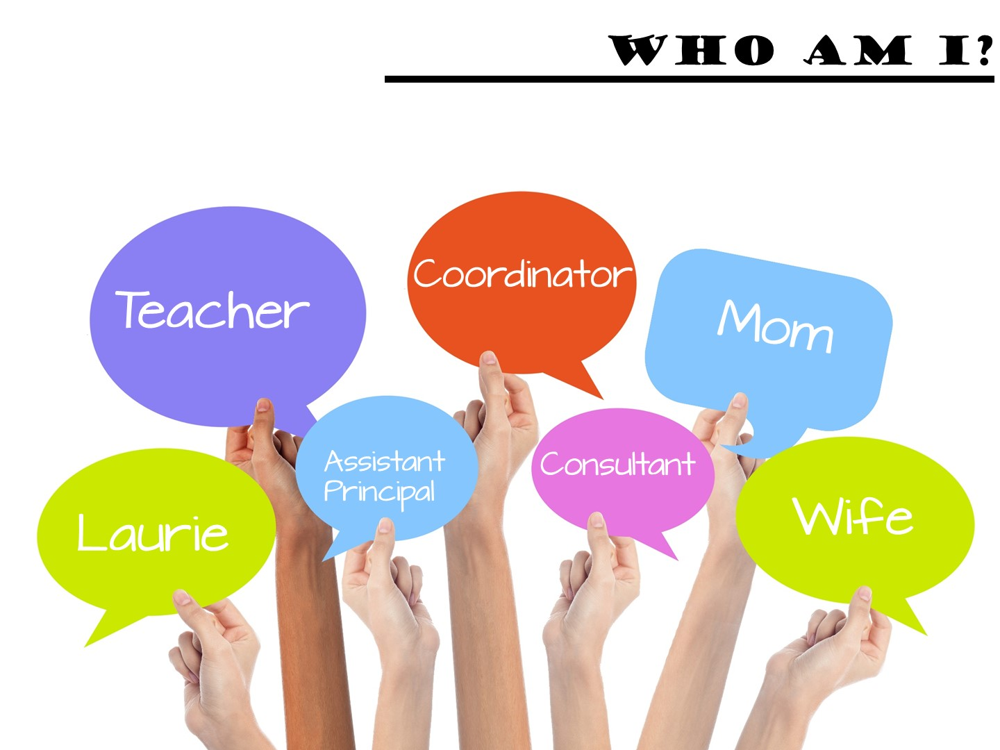 WHO AM I?
Teacher
Coordinator
Mom
Laurie
Assistant
Principal
Consultant
Wife